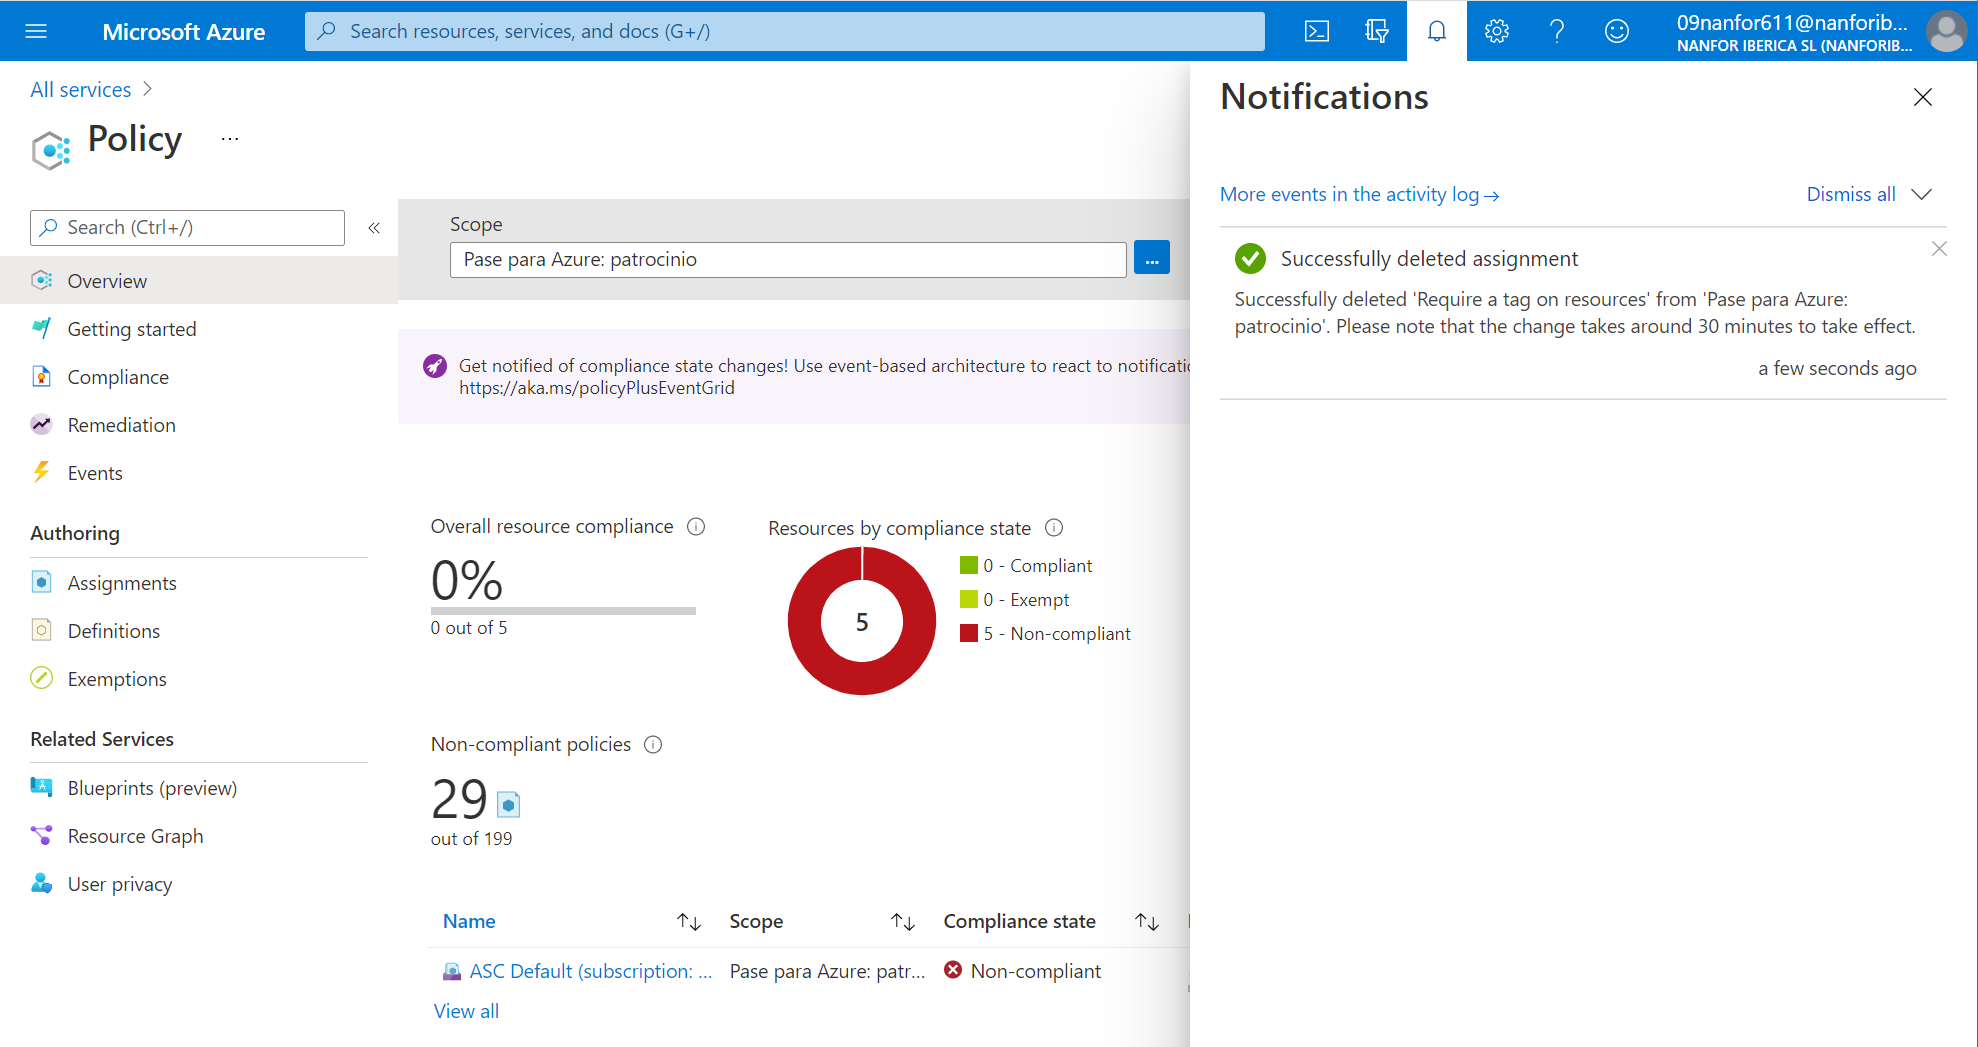 Microsoft Azure
Search resources, services, and docs (G+/)
09nanfor611@nanforib...
NANFOR IBERICA SL (NANFORIB...
All services
Policy
...
Search (Ctrl+/)
«
Overview
Getting started
Compliance
Remediation
Events
Authoring
Assignments
Definitions
Exemptions
Related Services
Blueprints (preview)
Resource Graph
User privacy
Scope
Pase para Azure: patrocinio
...
Get notified of compliance state changes! Use event-based architecture to react to
https://aka.ms/policyPlusEventGrid
Overall resource compliance
0%
0 out of 5
Resources by compliance state
5
0 - Compliant
0 - Exempt
5 - Non-compliant
Non-compliant policies
29
out of 199
Name
Scope
Compliance state
ASC Default (subscription: ...
Pase para Azure: patr...
Non-compliant
View all
Notifications
More events in the activity log→
Dismiss all
Successfully deleted assignment
Successfully deleted 'Require a tag on resources' from 'Pase para Azure:
patrocinio'. Please note that the change takes around 30 minutes to take effect.
a few seconds ago